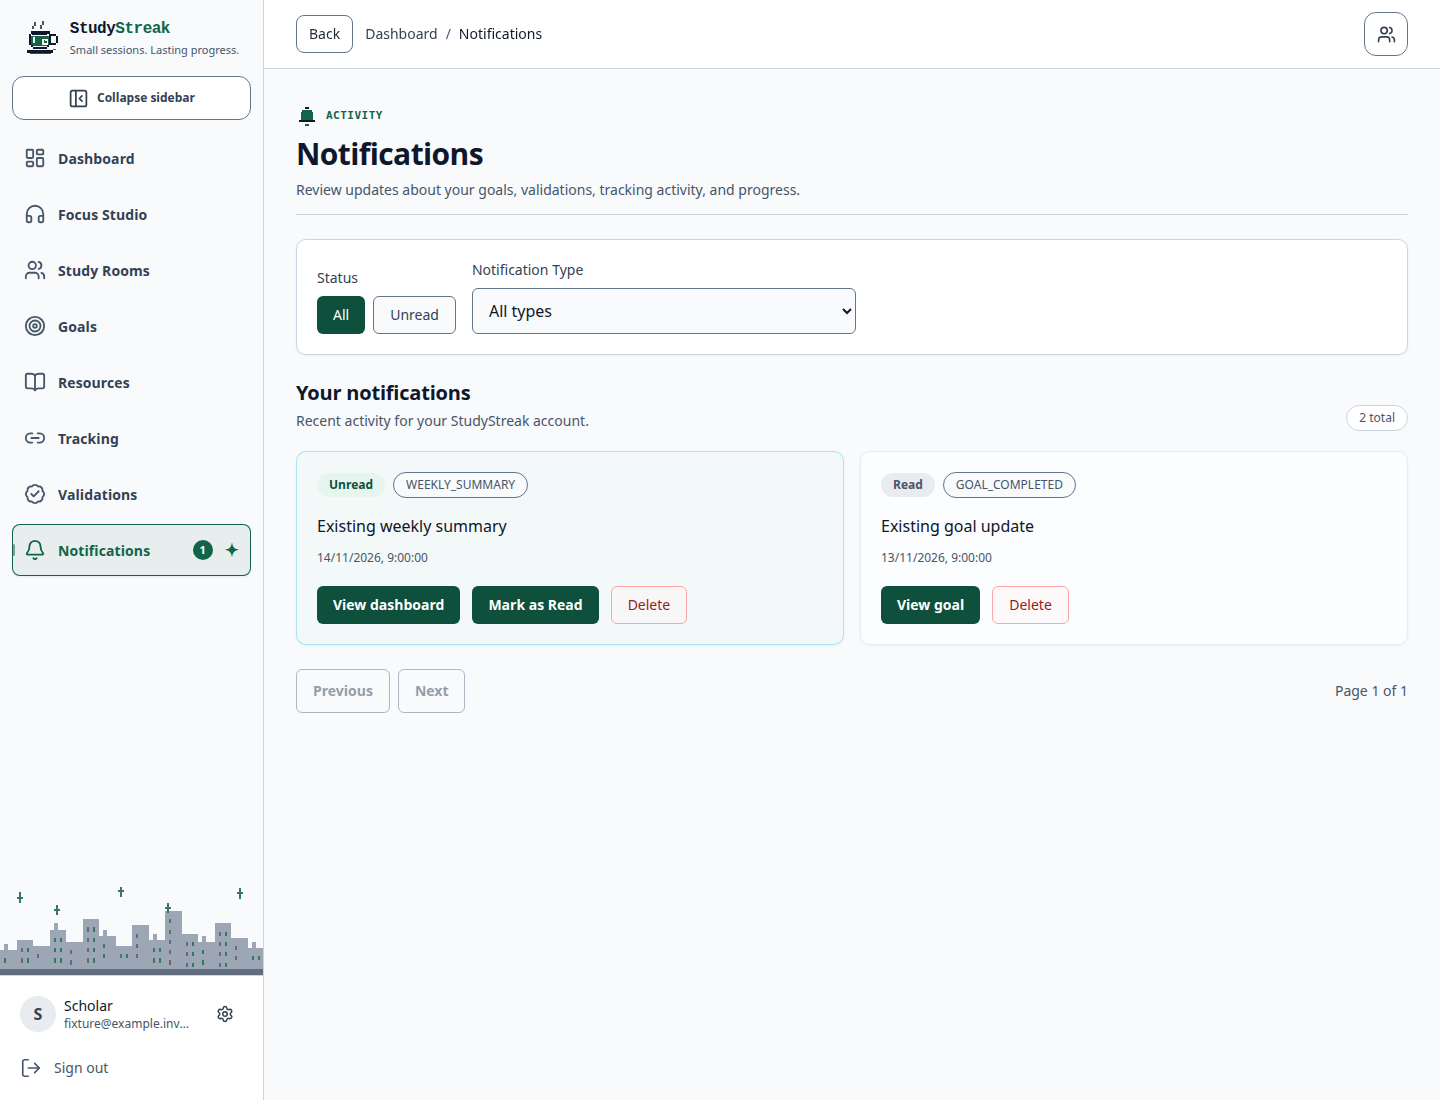 StudyStreak
Small sessions. Lasting progress.
Collapse sidebar
Dashboard
Focus Studio
Study Rooms
Goals
Resources
Tracking
Validations
Notifications 1
S
Scholar
fixture@example.inv...
Sign out
Back Dashboard / Notifications
ACTIVITY
Notifications
Review updates about your goals, validations, tracking activity, and progress.
Status
All Unread
Notification Type
All types
Your notifications
Recent activity for your StudyStreak account.
2 total
Unread WEEKLY_SUMMARY
Existing weekly summary
14/11/2026, 9:00:00
View dashboard Mark as Read Delete
Read GOAL_COMPLETED
Existing goal update
13/11/2026, 9:00:00
View goal Delete
Previous Next
Page 1 of 1